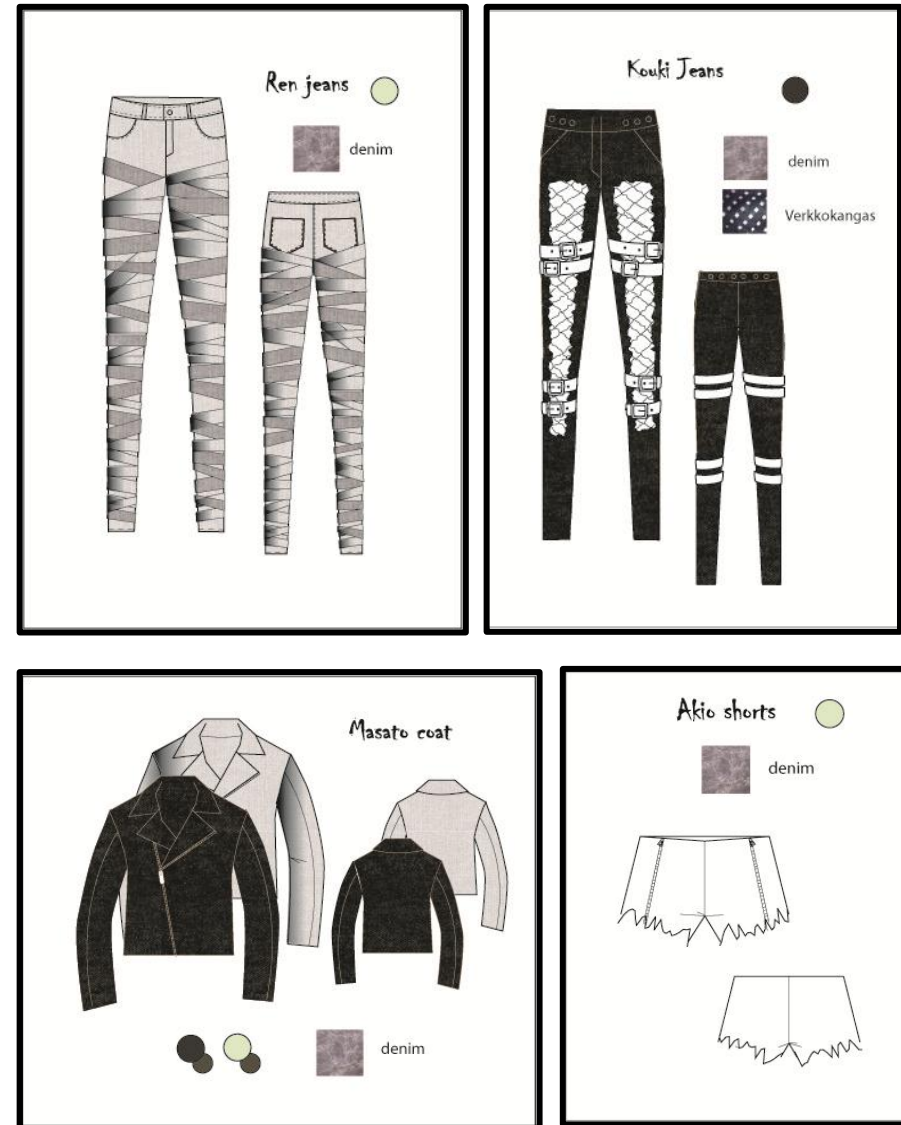 Ren jeans
denim
Kouki Jeans
denim
Verkkokangas
Masato coat
denim
Akio shorts
denim